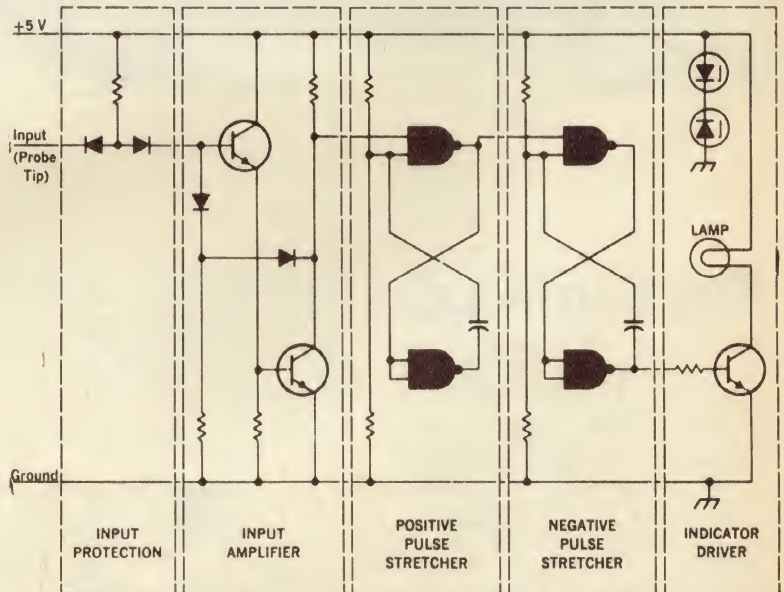 +5 V
Input
(Probe
Tip)
LAMP
Ground
INPUT
PROTECTION
INPUT
AMPLIFIER
POSITIVE
PULSE
STRETCHER
NEGATIVE
PULSE
STRETCHER
INDICATOR
DRIVER